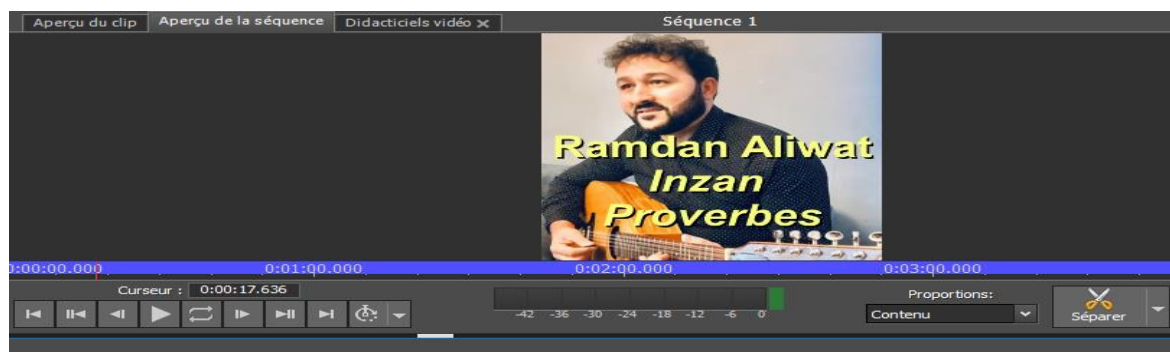 Aperçu du clip Aperçu de la séquence Didacticiels vidéo Séquence 1
Ramdan Aliwat
Inzan
Proverbes
0:00:00.000 0:01:00.000 0:02:00.000 0:03:00.000
Curseur : 0:00:17.636
Proportions:
-42 -36 -30 -24 -18 -12 -6 0
Contenu
Séparer